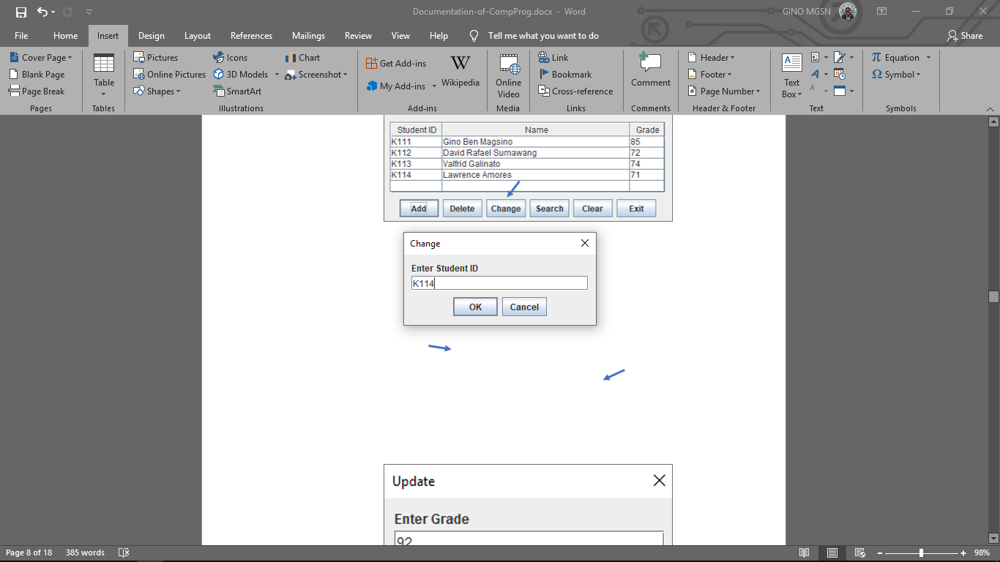 Documentation-of-CompProg.docx - Word
GINO MGSN
File Home Insert Design Layout References Mailings Review View Help Tell me what you want to do Share
Cover Page
Blank Page
Page Break
Pages
Table
Tables
Pictures
Online Pictures
Shapes
Icons
3D Models
SmartArt
Chart
Screenshot
Illustrations
Get Add-ins
My Add-ins
Wikipedia
Add-ins
Online
Video
Media
Link
Bookmark
Cross-reference
Links
Comment
Comments
Header
Footer
Page Number
Header & Footer
Text
Box
Text
Equation
Symbol
Symbols
Student ID Name Grade
K111 Gino Ben Magsino 85
K112 David Rafael Sumawang 72
K113 Valfrid Galinato 74
K114 Lawrence Amores 71
Add Delete Change Search Clear Exit
Change
Enter Student ID
K114
OK Cancel
Update
Enter Grade
92
Page 8 of 18 385 words
98%